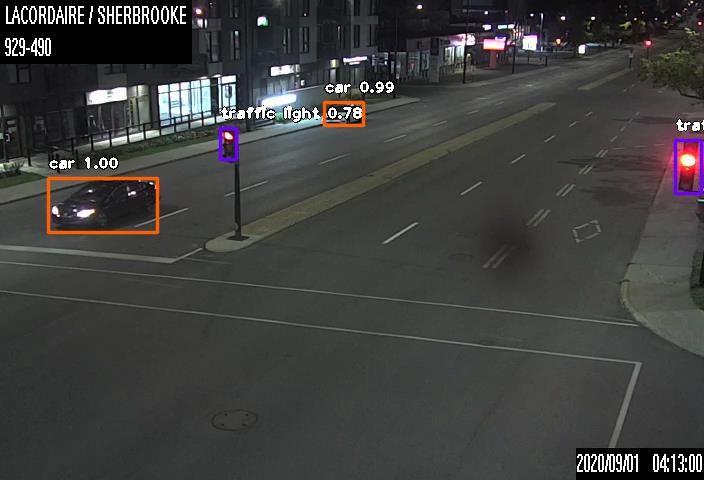 LACORDAIRE / SHERBROOKE
929-490
car 0.99
traffic light 0.78
traf
car 1.00
2020/09/01 04:13:00